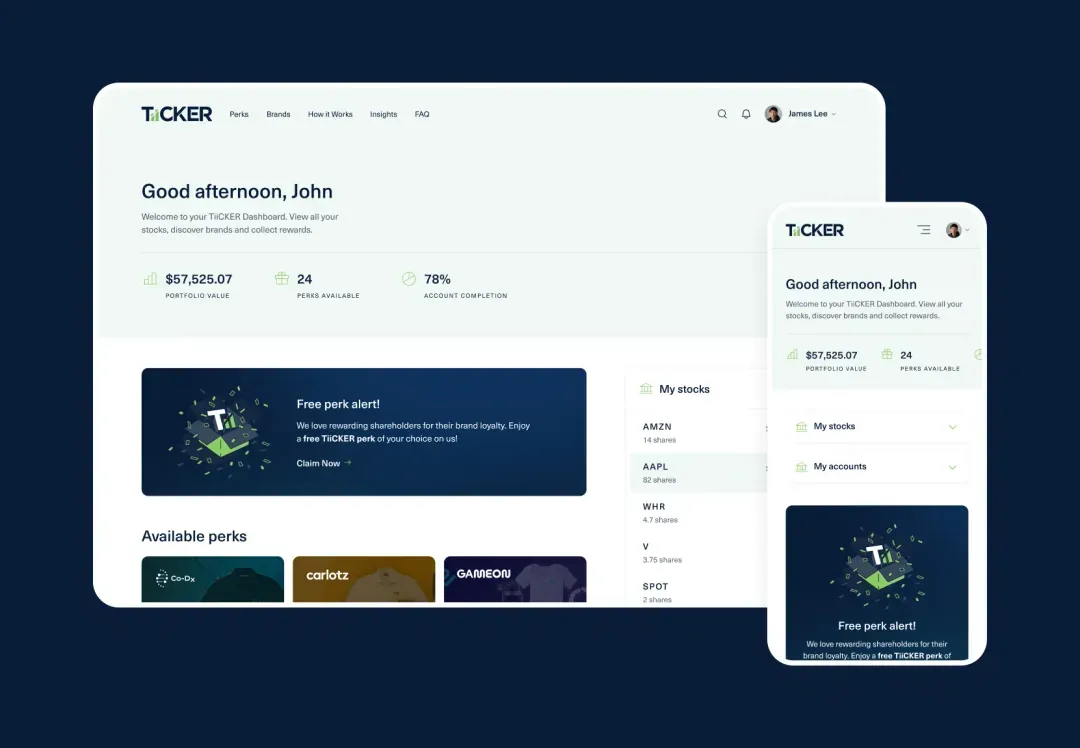 TiiCKER
Perks Brands How it Works Insights FAQ
James Lee
Good afternoon, John
Welcome to your TiiCKER Dashboard. View all your
stocks, discover brands and collect rewards.
$57,525.07
PORTFOLIO VALUE
24
PERKS AVAILABLE
78%
ACCOUNT COMPLETION
Tii
Free perk alert!
We love rewarding shareholders for their brand loyalty. Enjoy
a free TiiCKER perk of your choice on us!
Claim Now →
Available perks
Co-Dx
carlotz
GAMEON
My stocks
AMZN
14 shares
AAPL
82 shares
WHR
4.7 shares
V
3.75 shares
SPOT
2 shares
TiiCKER
Good afternoon, John
Welcome to your TiiCKER Dashboard. View all your
stocks, discover brands and collect rewards.
$57,525.07
PORTFOLIO VALUE
24
PERKS AVAILABLE
My stocks
My accounts
Tii
Free perk alert!
We love rewarding shareholders for their
brand loyalty. Enjoy a free TiiCKER perk of